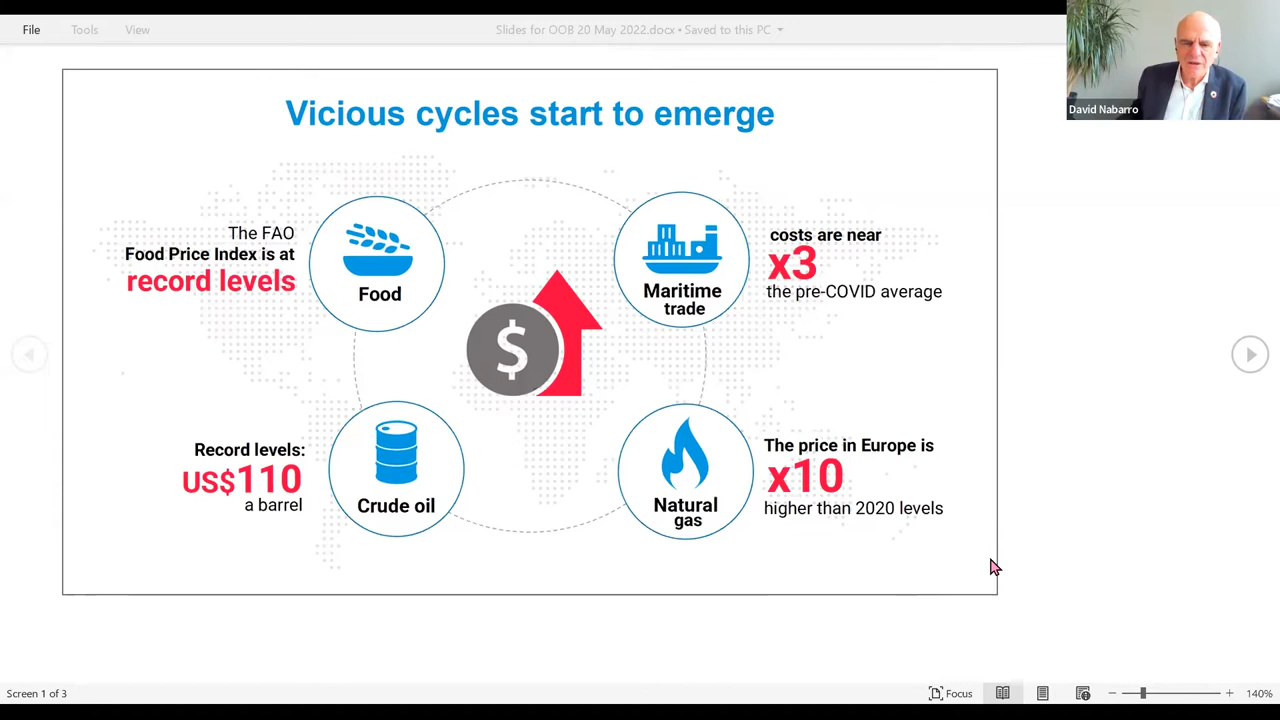 File
Tools
View
Slides for OOB 20 May 2022.docx • Saved to this PC
David Nabarro
Vicious cycles start to emerge
The FAO
Food Price Index is at
record levels
Food
Maritime
trade
costs are near
x3
the pre-COVID average
$
Record levels:
US$110
a barrel
Crude oil
Natural
gas
The price in Europe is
x10
higher than 2020 levels
Screen 1 of 3
Focus
140%